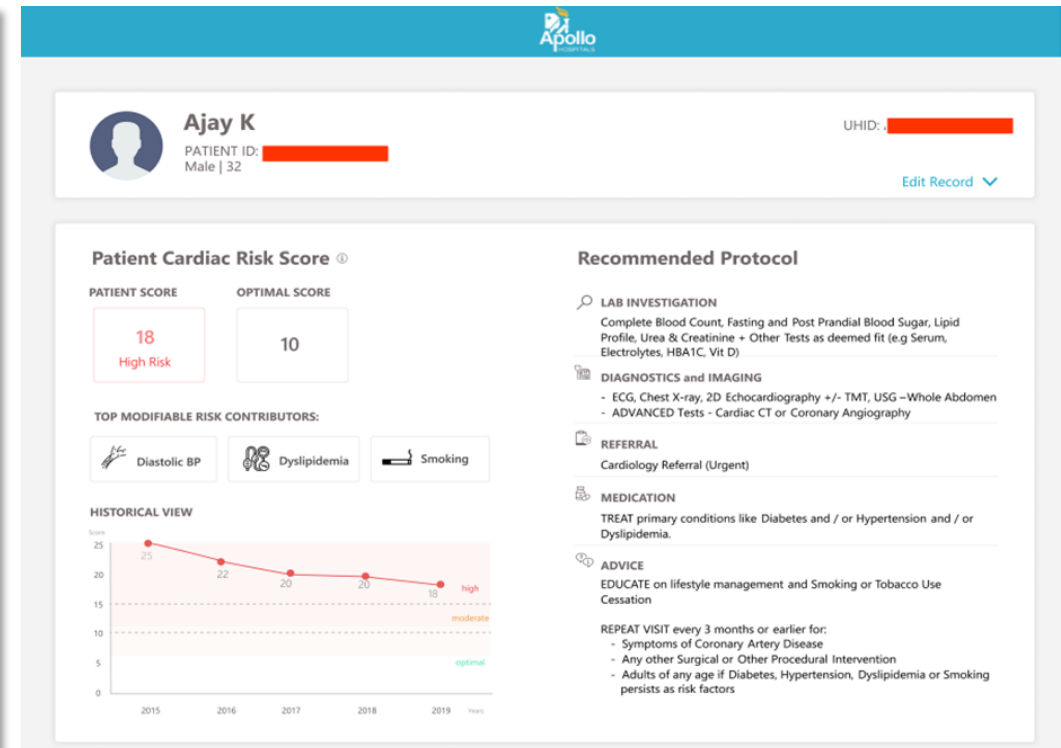 Apollo
HOSPITALS
Ajay K
PATIENT ID:
Male | 32
UHID:
Edit Record
Patient Cardiac Risk Score
PATIENT SCORE
OPTIMAL SCORE
18
High Risk
10
TOP MODIFIABLE RISK CONTRIBUTORS:
Diastolic BP
Dyslipidemia
Smoking
HISTORICAL VIEW
Score
25
20
15
10
5
0
25
22
20
20
18
high
moderate
optimal
2015
2016
2017
2018
2019
Years
Recommended Protocol
LAB INVESTIGATION
Complete Blood Count, Fasting and Post Prandial Blood Sugar, Lipid
Profile, Urea & Creatinine + Other Tests as deemed fit (e.g Serum,
Electrolytes, HBA1C, Vit D)
DIAGNOSTICS and IMAGING
- ECG, Chest X-ray, 2D Echocardiography +/- TMT, USG –Whole Abdomen
- ADVANCED Tests - Cardiac CT or Coronary Angiography
REFERRAL
Cardiology Referral (Urgent)
MEDICATION
TREAT primary conditions like Diabetes and / or Hypertension and / or
Dyslipidemia.
ADVICE
EDUCATE on lifestyle management and Smoking or Tobacco Use
Cessation
REPEAT VISIT every 3 months or earlier for:
- Symptoms of Coronary Artery Disease
- Any other Surgical or Other Procedural Intervention
- Adults of any age if Diabetes, Hypertension, Dyslipidemia or Smoking
persists as risk factors